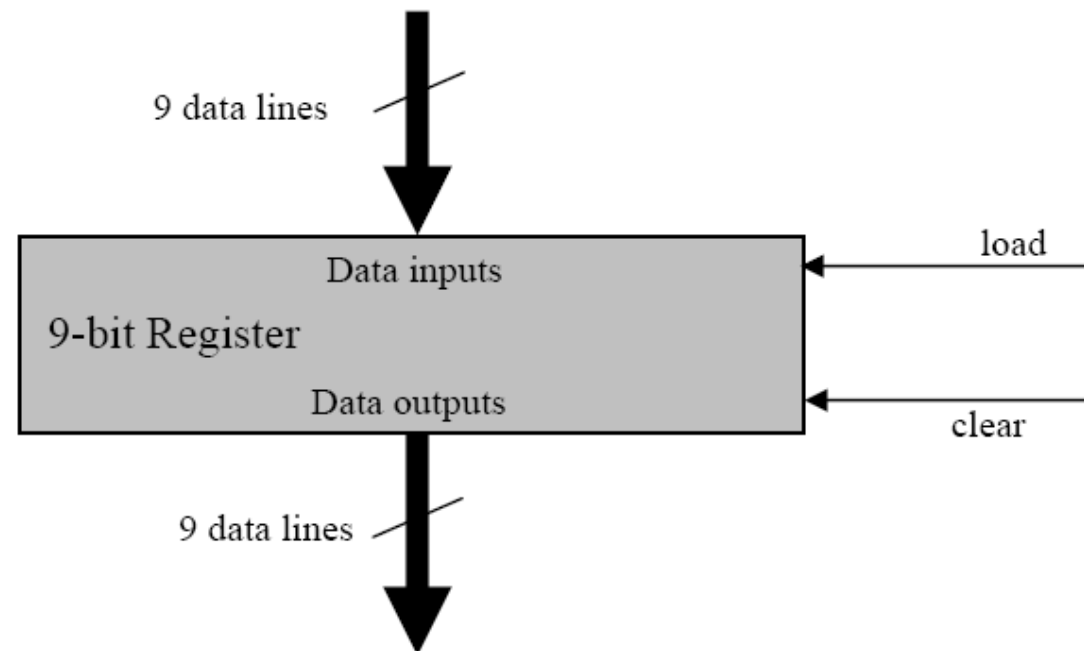 9 data lines
load
Data inputs
9-bit Register
Data outputs
clear
9 data lines